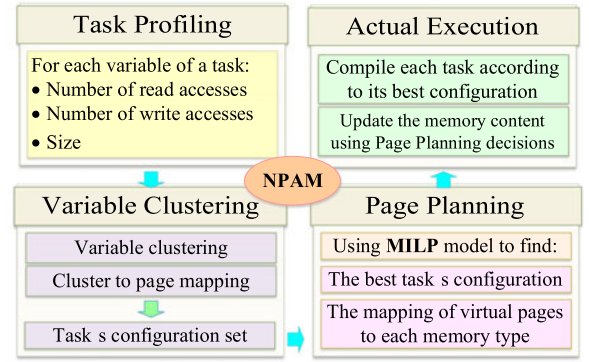 Task Profiling
For each variable of a task:
• Number of read accesses
• Number of write accesses
• Size
Actual Execution
Compile each task according
to its best configuration
Update the memory content
using Page Planning decisions
NPAM
Variable Clustering
Variable clustering
Cluster to page mapping
Task s configuration set
Page Planning
Using MILP model to find:
The best task s configuration
The mapping of virtual pages
to each memory type